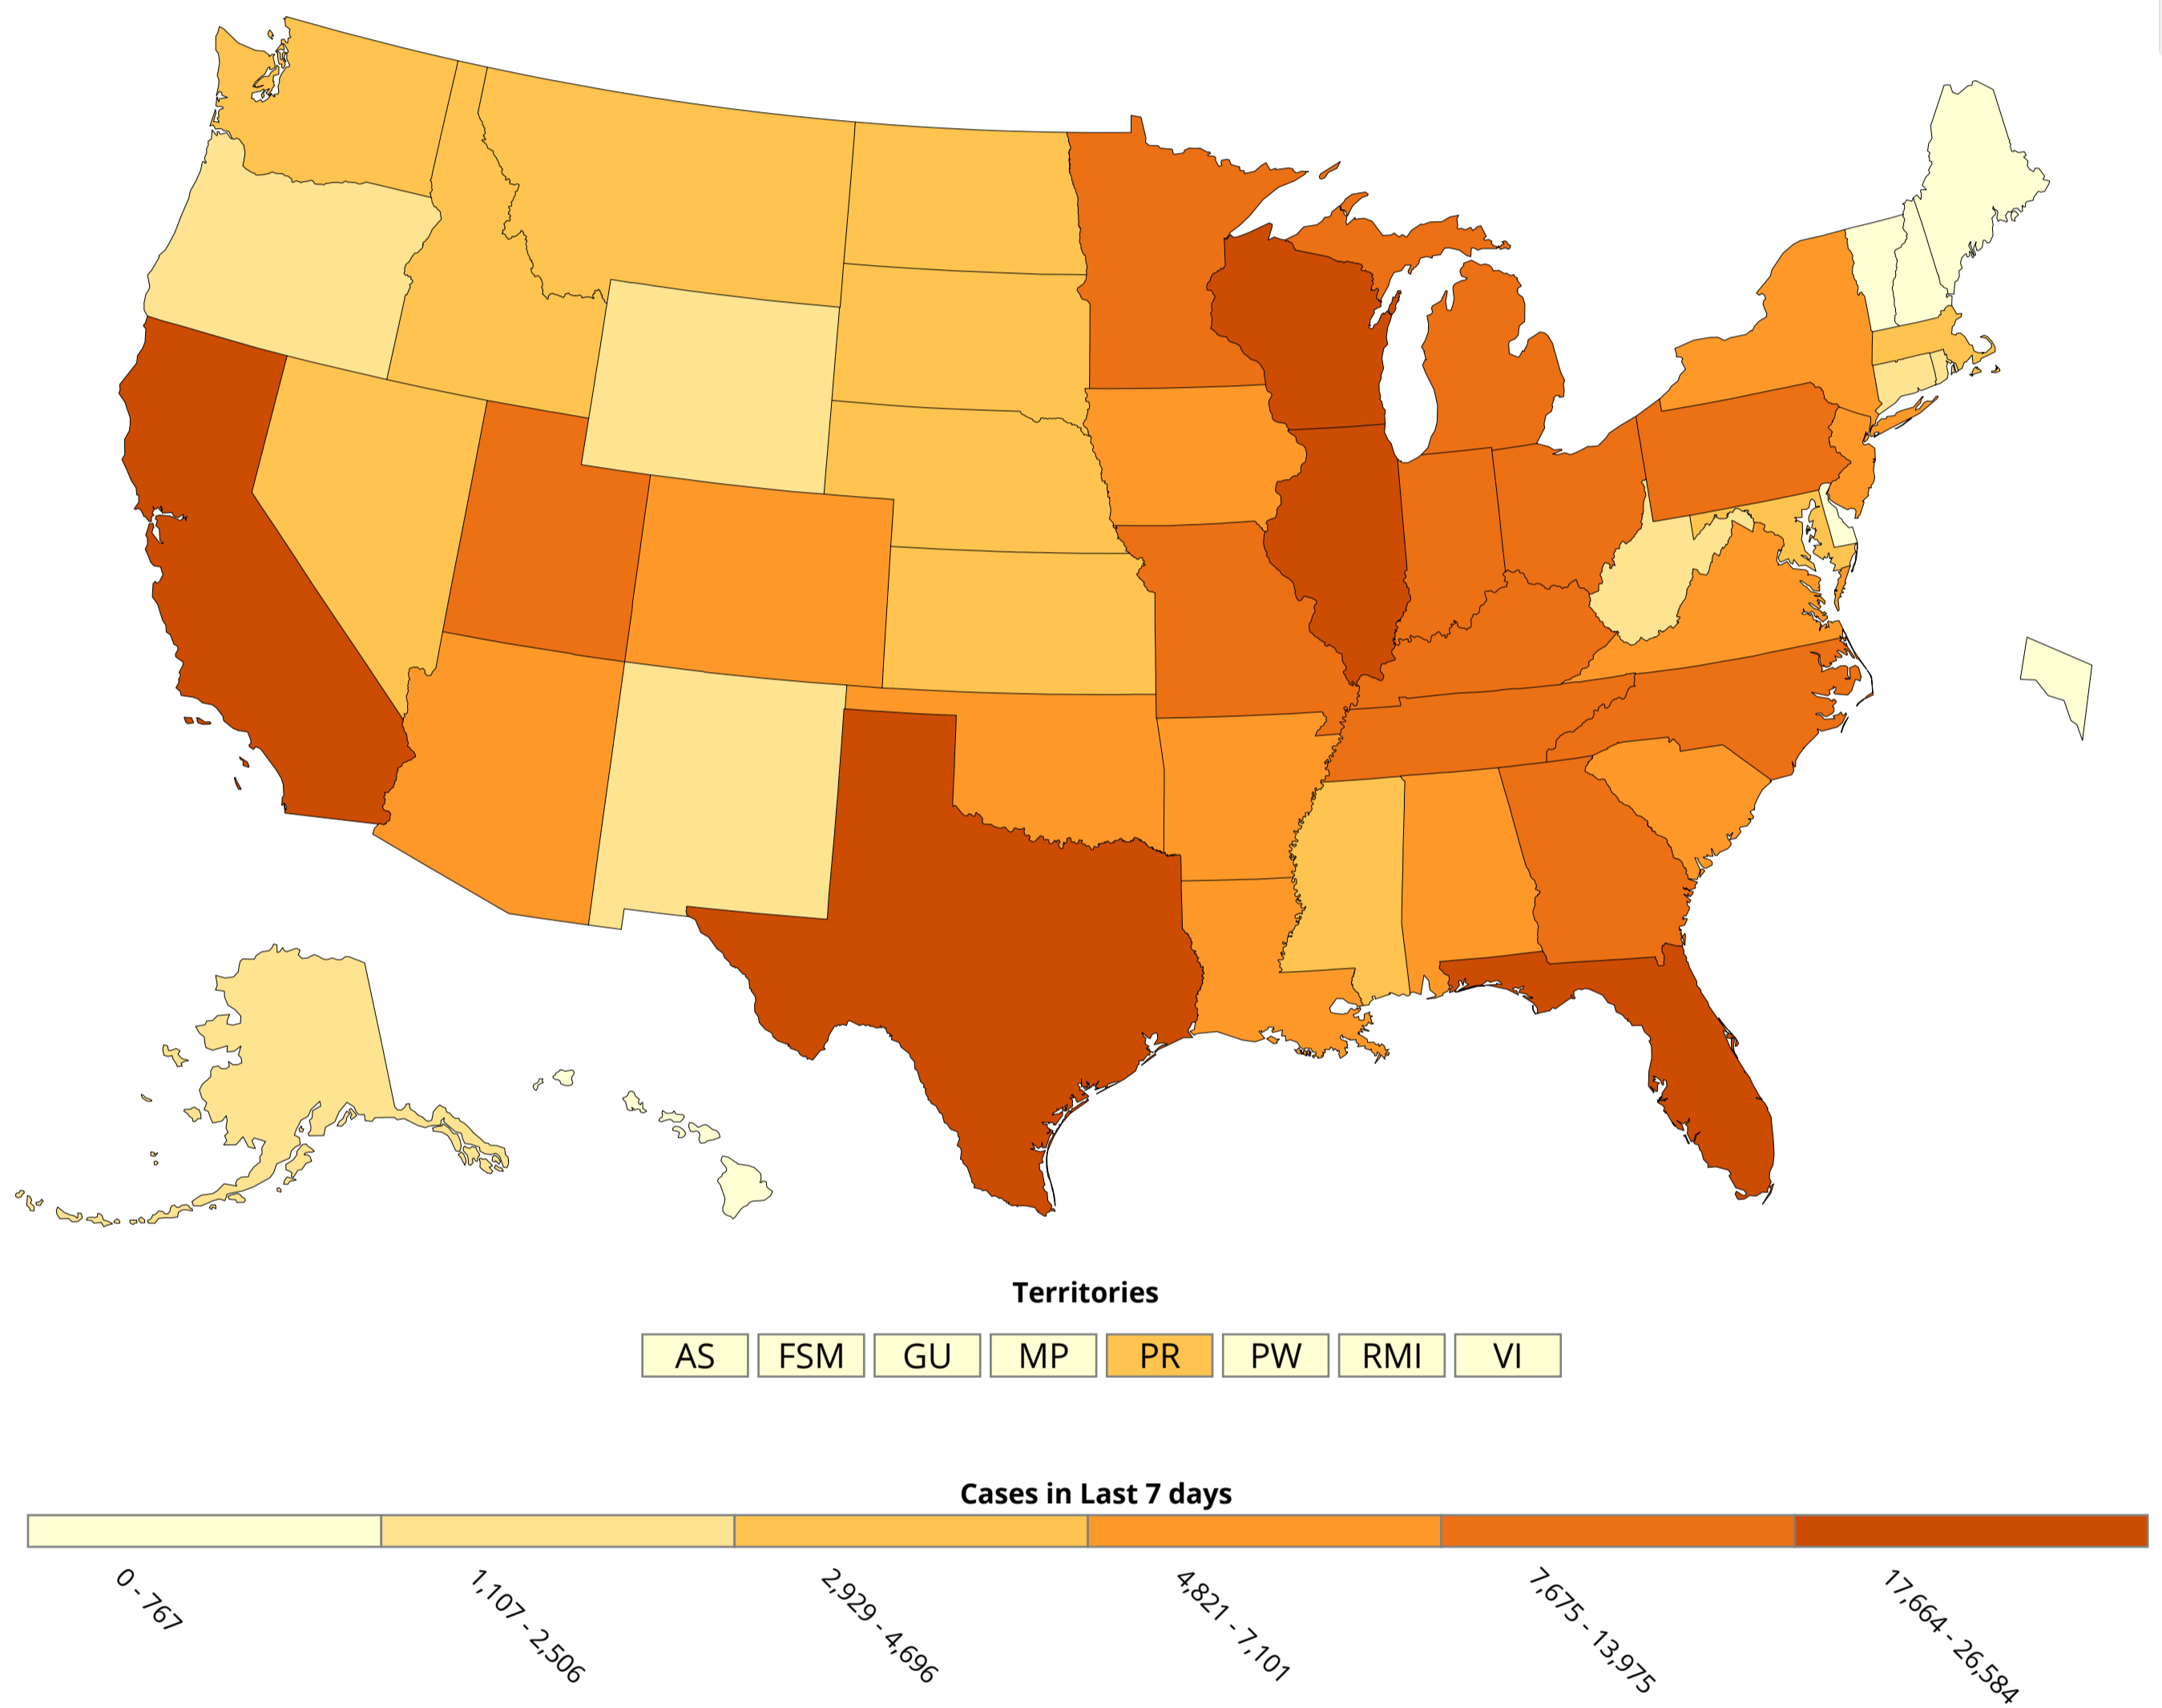 Territories
AS FSM GU MP PR PW RMI VI
Cases in Last 7 days
0 - 767
1,107 - 2,506
2,929 - 4,696
4,821 - 7,101
7,675 - 13,975
17,664 - 26,584